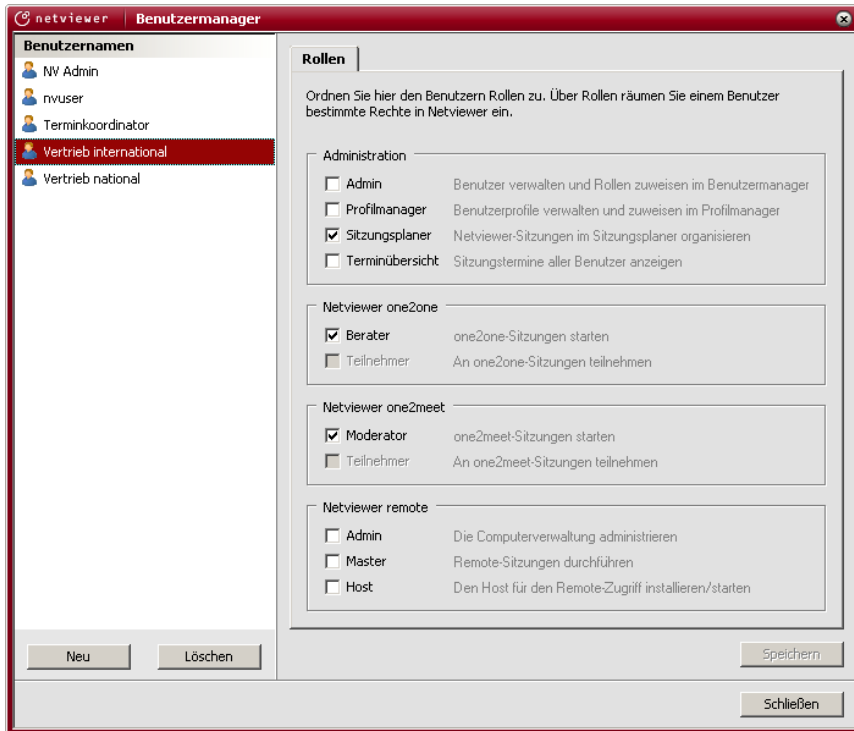 netviewer Benutzermanager
Benutzernamen
NV Admin
nvuser
Terminkoordinator
Vertrieb international
Vertrieb national
Neu Löschen
Rollen
Ordnen Sie hier den Benutzern Rollen zu. Über Rollen räumen Sie einem Benutzer
bestimmte Rechte in Netviewer ein.
Administration
Admin Benutzer verwalten und Rollen zuweisen im Benutzermanager
Profilmanager Benutzerprofile verwalten und zuweisen im Profilmanager
Sitzungsplaner Netviewer-Sitzungen im Sitzungsplaner organisieren
Terminübersicht Sitzungstermine aller Benutzer anzeigen
Netviewer one2one
Berater one2one-Sitzungen starten
Teilnehmer An one2one-Sitzungen teilnehmen
Netviewer one2meet
Moderator one2meet-Sitzungen starten
Teilnehmer An one2meet-Sitzungen teilnehmen
Netviewer remote
Admin Die Computerverwaltung administrieren
Master Remote-Sitzungen durchführen
Host Den Host für den Remote-Zugriff installieren/starten
Speichern
Schließen